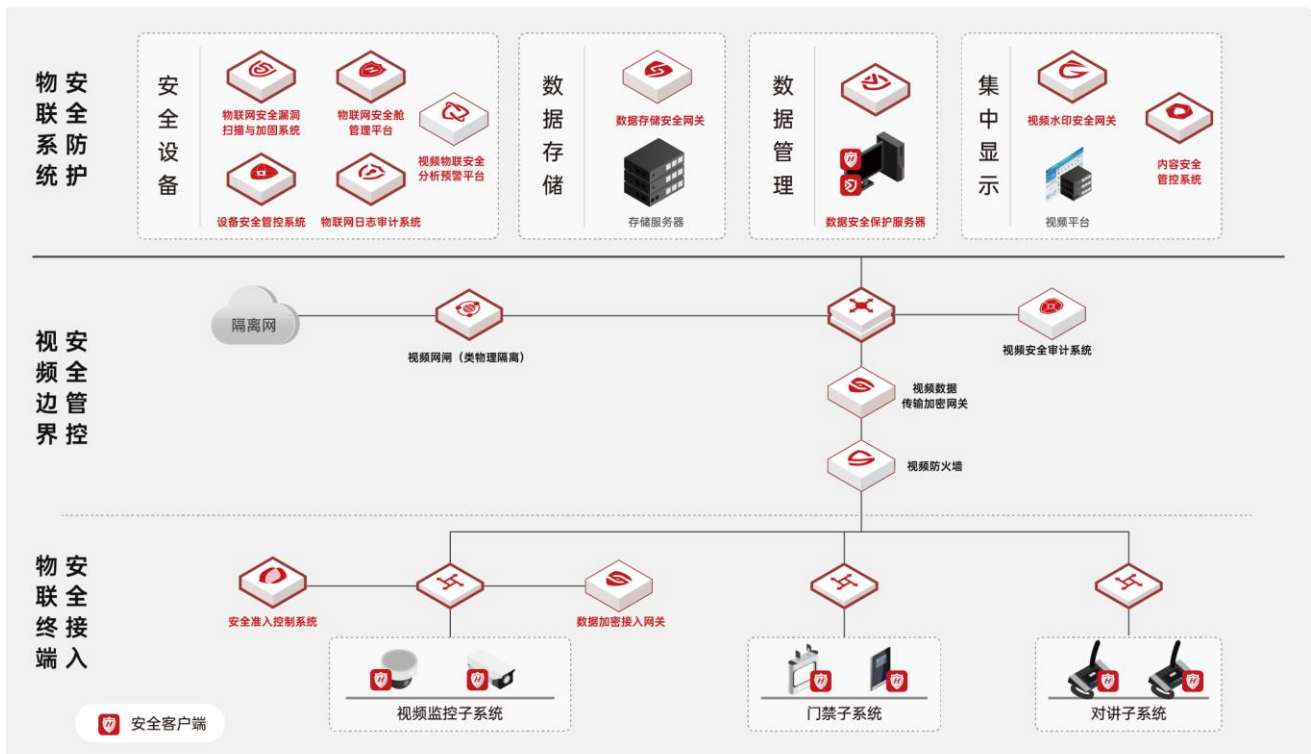 物联系统
安全防护
安全设备
物联网安全漏洞
扫描与加固系统
物联网安全舱
管理平台
视频物联安全
分析预警平台
设备安全管控系统
物联网日志审计系统
数据存储
数据存储安全网关
存储服务器
数据管理
数据安全保护服务器
集中显示
视频水印安全网关
视频平台
内容安全
管控系统
视频边界
安全管控
隔离网
视频网闸（类物理隔离）
视频安全审计系统
视频数据
传输加密网关
视频防火墙
物联终端
安全接入
安全准入控制系统
数据加密接入网关
视频监控子系统
门禁子系统
对讲子系统
安全客户端